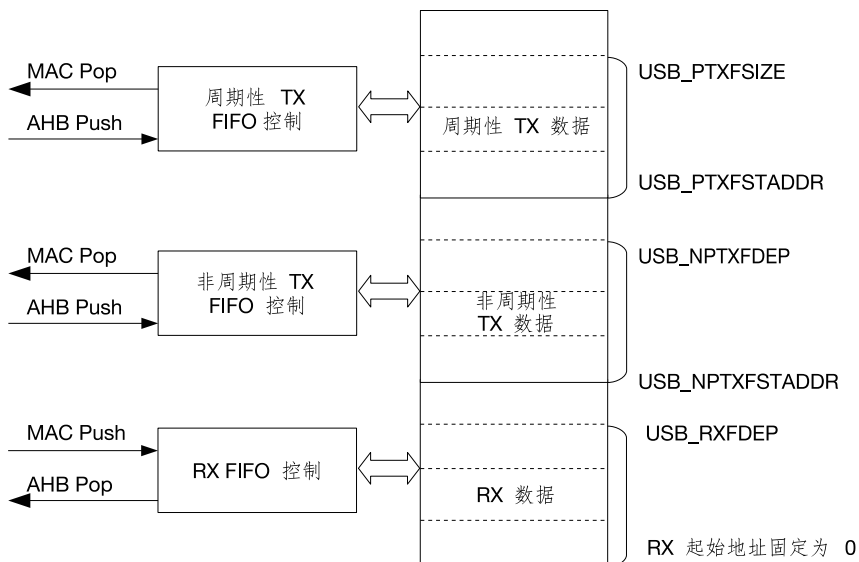 MAC Pop
AHB Push
周期性 TX
FIFO 控制
周期性 TX 数据
USB_PTXFSIZE
USB_PTXFSTADDR
MAC Pop
AHB Push
非周期性 TX
FIFO 控制
非周期性
TX 数据
USB_NPTXFDEP
USB_NPTXFSTADDR
MAC Push
AHB Pop
RX FIFO 控制
RX 数据
USB_RXFDEP
RX 起始地址固定为 0